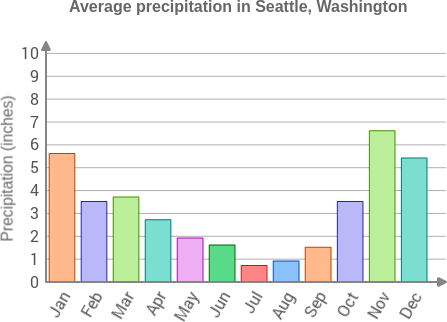 Average precipitation in Seattle, Washington
Precipitation (inches)
10
9
8
7
6
5
4
3
2
1
0
Jan
Feb
Mar
Apr
May
Jun
Jul
Aug
Sep
Oct
Nov
Dec